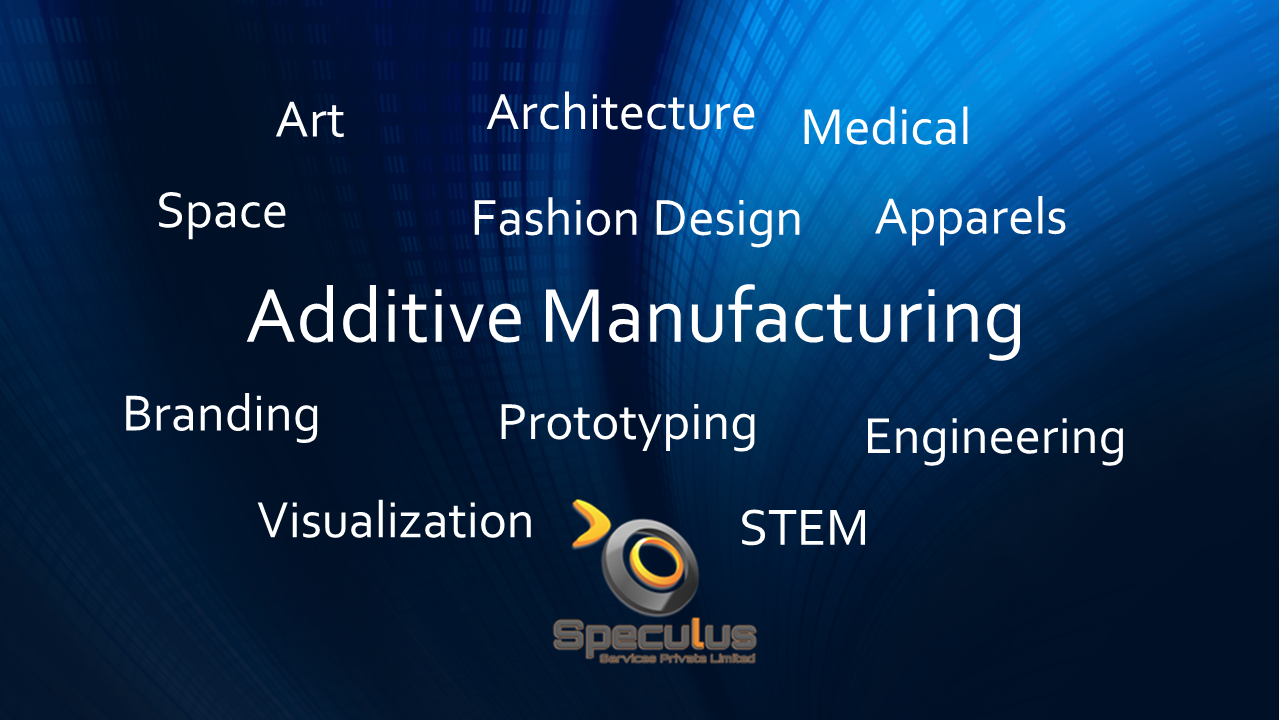 Art Architecture Medical
Space Fashion Design Apparels
Additive Manufacturing
Branding Prototyping Engineering
Visualization STEM
Speculus
Services Private Limited